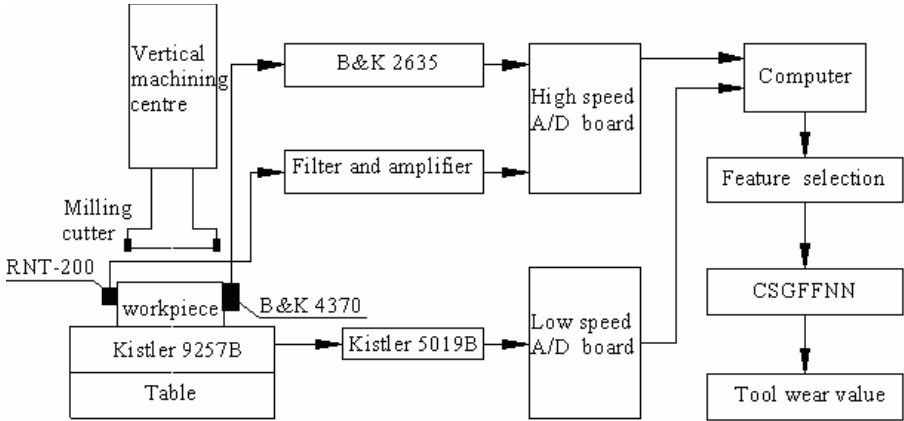 Vertical
machining
centre
B&K 2635
High speed
A/D board
Computer
Filter and amplifier
Feature selection
Milling
cutter
RNT-200
workpiece
B&K 4370
CSGFFNN
Kistler 9257B
Kistler 5019B
Low speed
A/D board
Table
Tool wear value